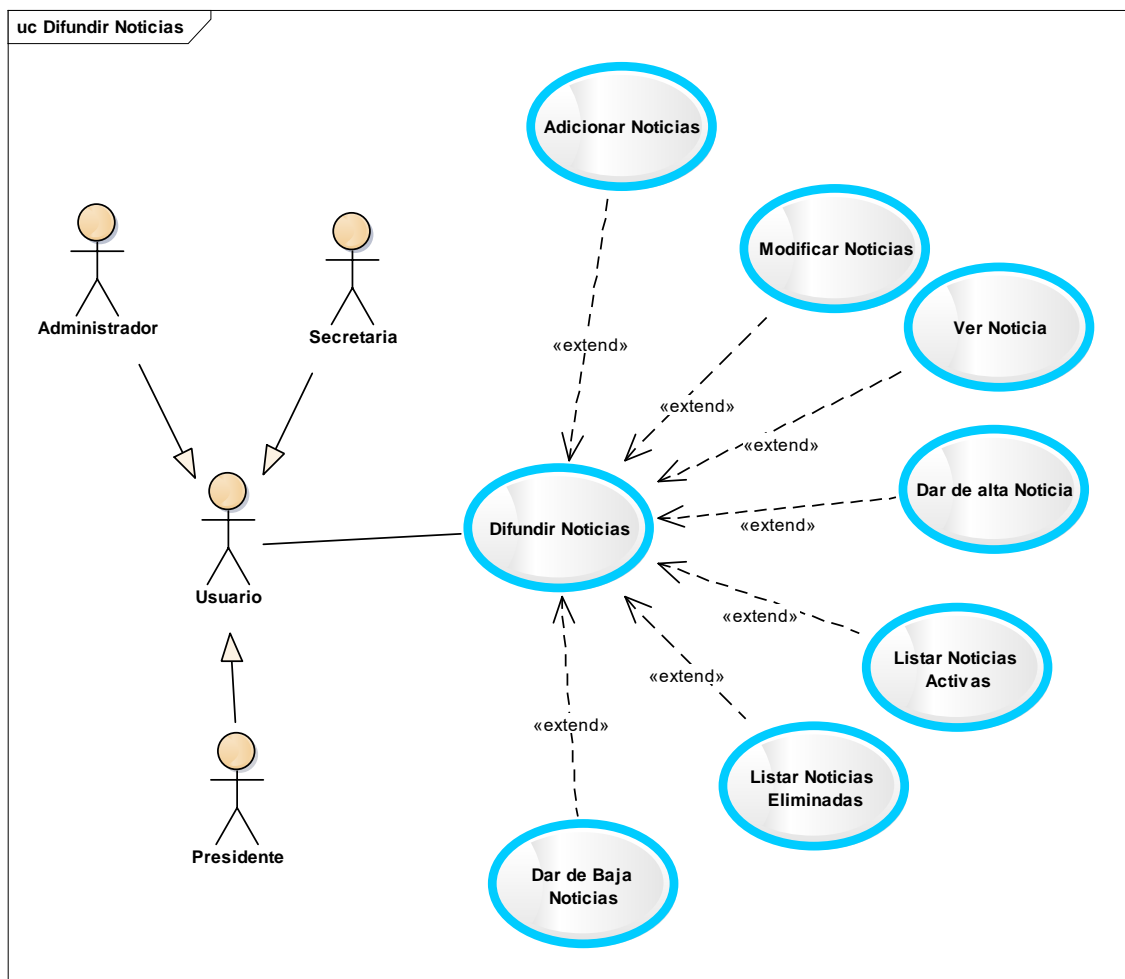 uc Difundir Noticias
Adicionar Noticias
Modificar Noticias
Administrador
Secretaria
Ver Noticia
«extend»
«extend»
«extend»
Dar de alta Noticia
«extend»
Difundir Noticias
Usuario
«extend»
Listar Noticias
Activas
«extend»
«extend»
Listar Noticias
Eliminadas
Presidente
Dar de Baja
Noticias